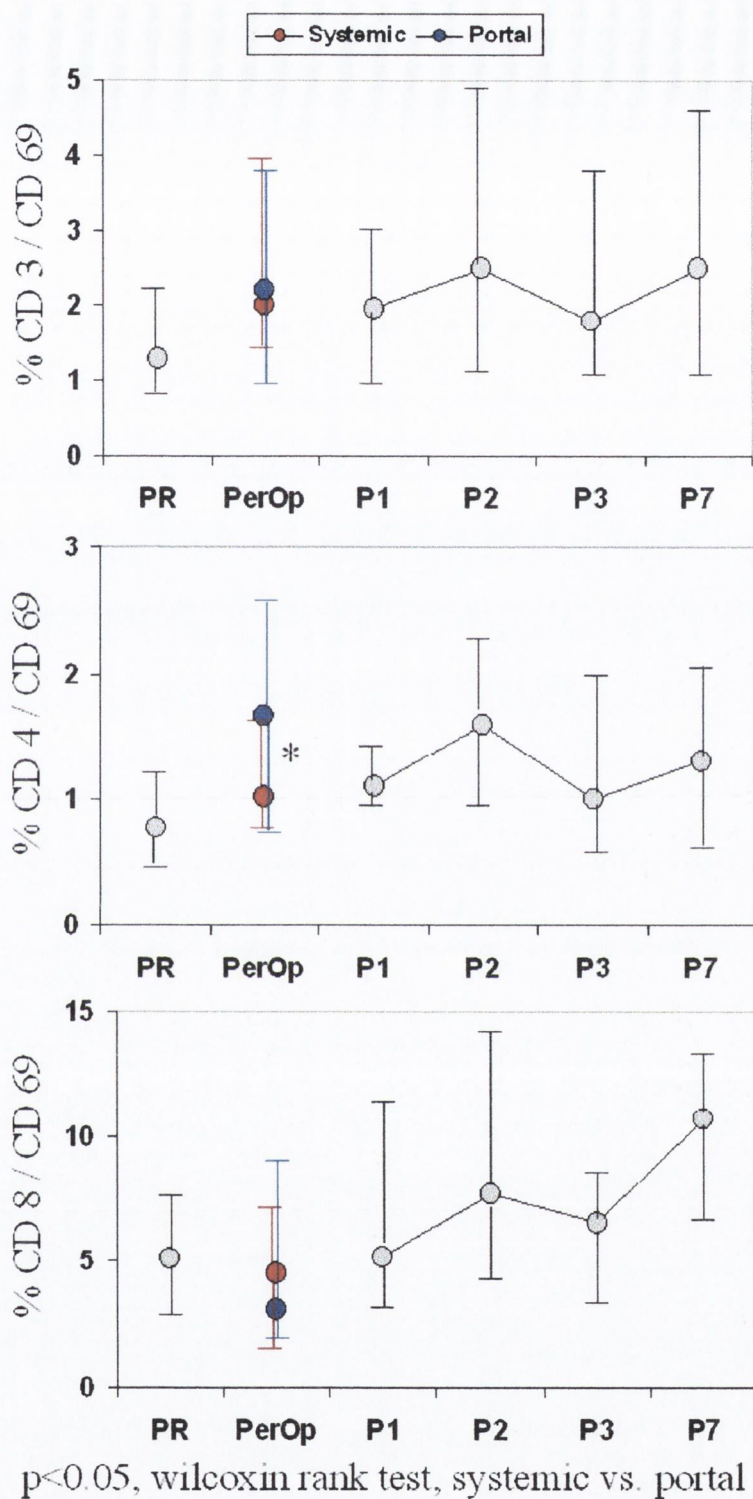 Systemic Portal
% CD 3 / CD 69
5
4
3
2
1
0
PR PerOp P1 P2 P3 P7
% CD 4 / CD 69
3
2
1
0
*
PR PerOp P1 P2 P3 P7
% CD 8 / CD 69
15
10
5
0
PR PerOp P1 P2 P3 P7
p<0.05, wilcoxin rank test, systemic vs. portal